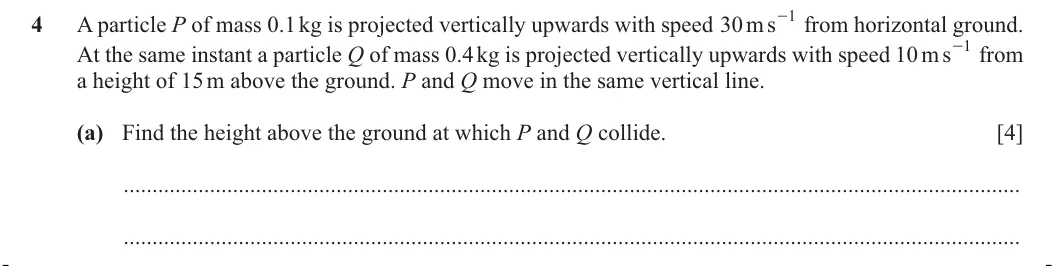 4 A particle P of mass 0.1 kg is projected vertically upwards with speed 30 m s⁻¹ from horizontal ground.
At the same instant a particle Q of mass 0.4 kg is projected vertically upwards with speed 10 m s⁻¹ from
a height of 15 m above the ground. P and Q move in the same vertical line.
(a) Find the height above the ground at which P and Q collide. [4]